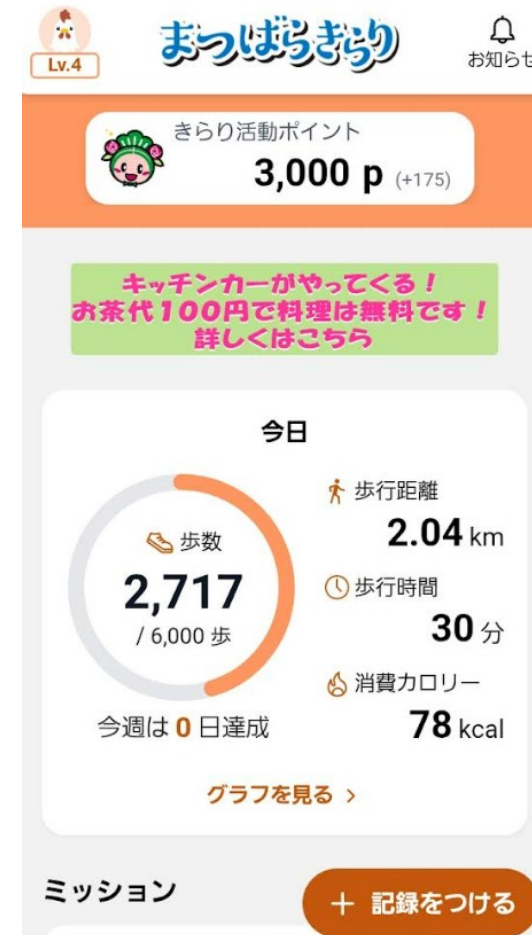 Lv.4
まつばらきらり
お知らせ
きらり活動ポイント
3,000 p (+175)
キッチンカーがやってくる！
お茶代100円で料理は無料です！
詳しくはこちら
今日
歩数
2,717
/ 6,000 歩
今週は 0 日達成
歩行距離
2.04 km
歩行時間
30 分
消費カロリー
78 kcal
グラフを見る >
ミッション
+ 記録をつける